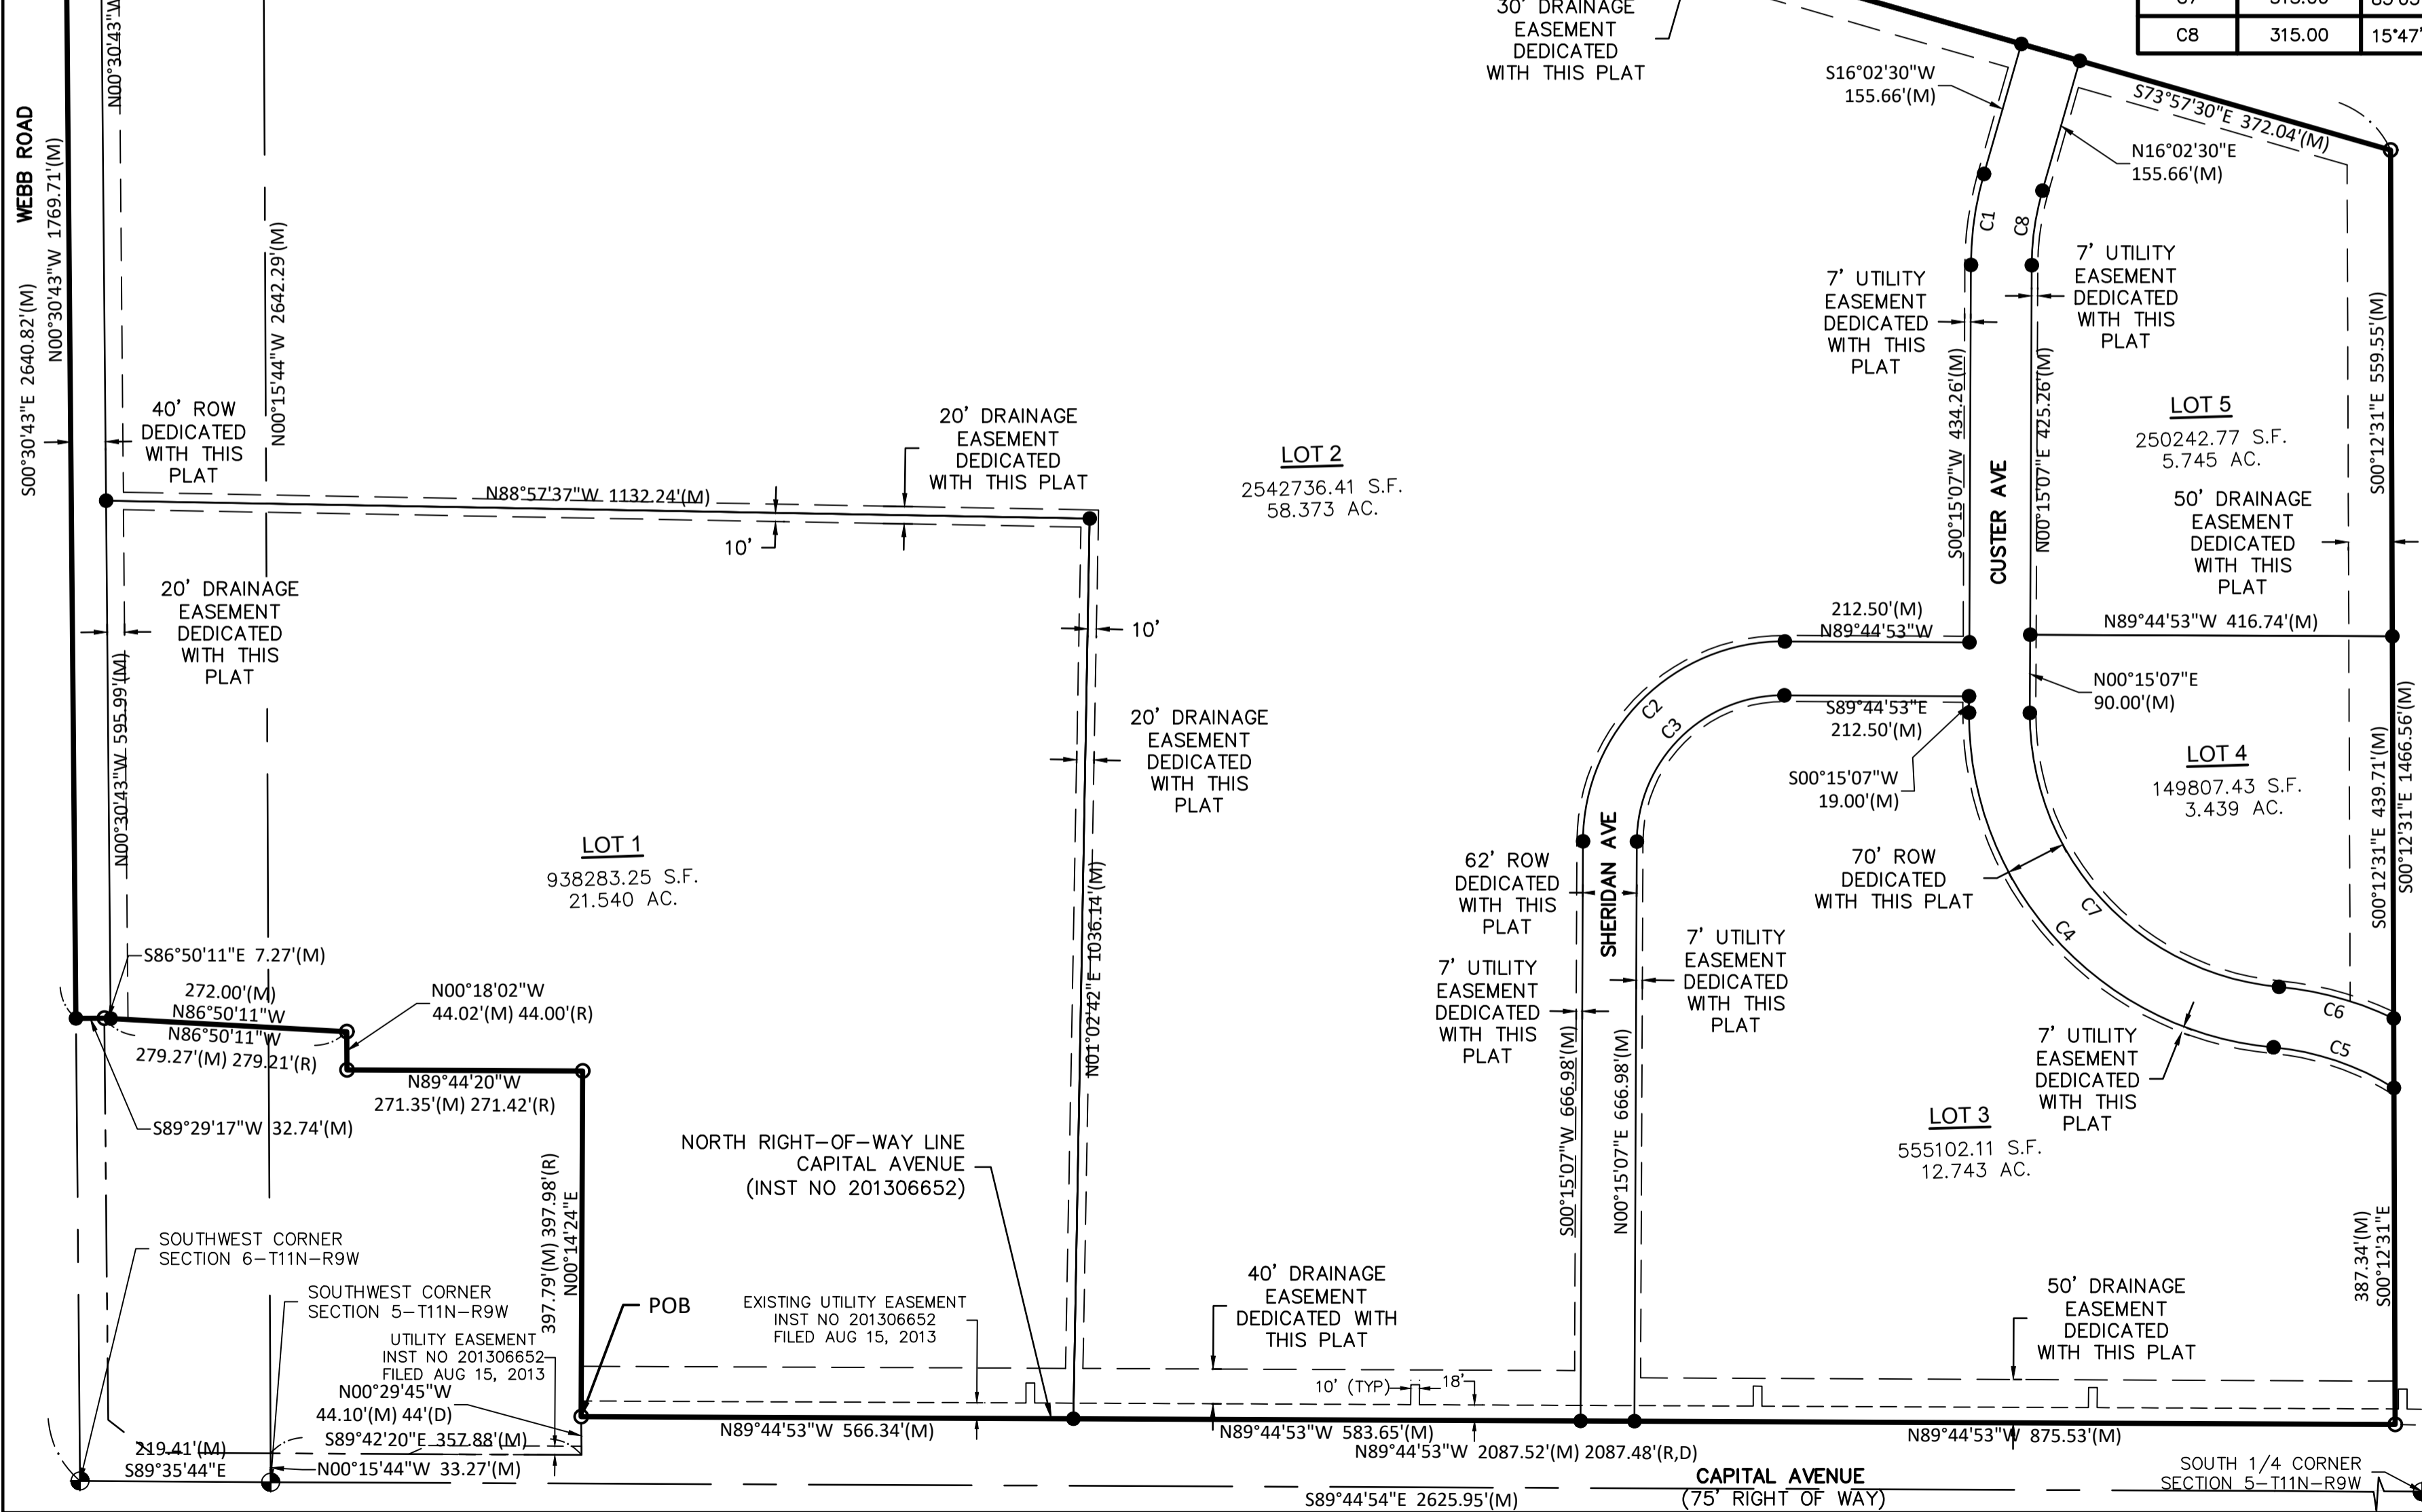 30' DRAINAGE
EASEMENT
DEDICATED
WITH THIS PLAT
C8 315.00 15°47'
S16°02'30"W
155.66'(M)
S73°57'30"E 372.04'(M)
N16°02'30"E
155.66'(M)
C1
C8
WEBB ROAD
N00°30'43"W 1769.71'(M)
S00°30'43"E 2640.82'(M)
N00°30'43"W
N00°15'44"W 2642.29'(M)
7' UTILITY
EASEMENT
DEDICATED
WITH THIS
PLAT
7' UTILITY
EASEMENT
DEDICATED
WITH THIS
PLAT
S00°15'07"W 434.26'(M)
CUSTER AVE
N00°15'07"E 425.26'(M)
S00°12'31"E 559.55'(M)
LOT 5
250242.77 S.F.
5.745 AC.
50' DRAINAGE
EASEMENT
DEDICATED
WITH THIS
PLAT
40' ROW
DEDICATED
WITH THIS
PLAT
20' DRAINAGE
EASEMENT
DEDICATED
WITH THIS PLAT
LOT 2
2542736.41 S.F.
58.373 AC.
N88°57'37"W 1132.24'(M)
10'
20' DRAINAGE
EASEMENT
DEDICATED
WITH THIS
PLAT
10'
212.50'(M)
N89°44'53"W
N89°44'53"W 416.74'(M)
N00°15'07"E
90.00'(M)
S89°44'53"E
212.50'(M)
C2
C3
20' DRAINAGE
EASEMENT
DEDICATED
WITH THIS
PLAT
S00°15'07"W
19.00'(M)
LOT 4
149807.43 S.F.
3.439 AC.
S00°12'31"E 439.71'(M)
S00°12'31"E 1466.56'(M)
N00°30'43"W 595.99'(M)
LOT 1
938283.25 S.F.
21.540 AC.
N01°02'42"E 1036.14'(M)
62' ROW
DEDICATED
WITH THIS
PLAT
SHERIDAN AVE
70' ROW
DEDICATED
WITH THIS PLAT
C7
C4
7' UTILITY
EASEMENT
DEDICATED
WITH THIS
PLAT
7' UTILITY
EASEMENT
DEDICATED
WITH THIS
PLAT
C6
C5
7' UTILITY
EASEMENT
DEDICATED
WITH THIS
PLAT
S86°50'11"E 7.27'(M)
272.00'(M)
N86°50'11"W
N86°50'11"W
279.27'(M) 279.21'(R)
N00°18'02"W
44.02'(M) 44.00'(R)
N89°44'20"W
271.35'(M) 271.42'(R)
S89°29'17"W 32.74'(M)
S00°15'07"W 666.98'(M)
N00°15'07"E 666.98'(M)
LOT 3
555102.11 S.F.
12.743 AC.
NORTH RIGHT-OF-WAY LINE
CAPITAL AVENUE
(INST NO 201306652)
397.79'(M) 397.98'(R)
N00°14'24"E
387.34'(M)
S00°12'31"E
SOUTHWEST CORNER
SECTION 6-T11N-R9W
SOUTHWEST CORNER
SECTION 5-T11N-R9W
POB
EXISTING UTILITY EASEMENT
INST NO 201306652
FILED AUG 15, 2013
40' DRAINAGE
EASEMENT
DEDICATED WITH
THIS PLAT
50' DRAINAGE
EASEMENT
DEDICATED
WITH THIS PLAT
UTILITY EASEMENT
INST NO 201306652
FILED AUG 15, 2013
N00°29'45"W
44.10'(M) 44'(D)
10' (TYP)
18'
N89°44'53"W 566.34'(M)
N89°44'53"W 583.65'(M)
N89°44'53"W 875.53'(M)
N89°44'53"W 2087.52'(M) 2087.48'(R,D)
219.41'(M)
S89°35'44"E
S89°42'20"E 357.88'(M)
N00°15'44"W 33.27'(M)
CAPITAL AVENUE
(75' RIGHT OF WAY)
S89°44'54"E 2625.95'(M)
SOUTH 1/4 CORNER
SECTION 5-T11N-R9W